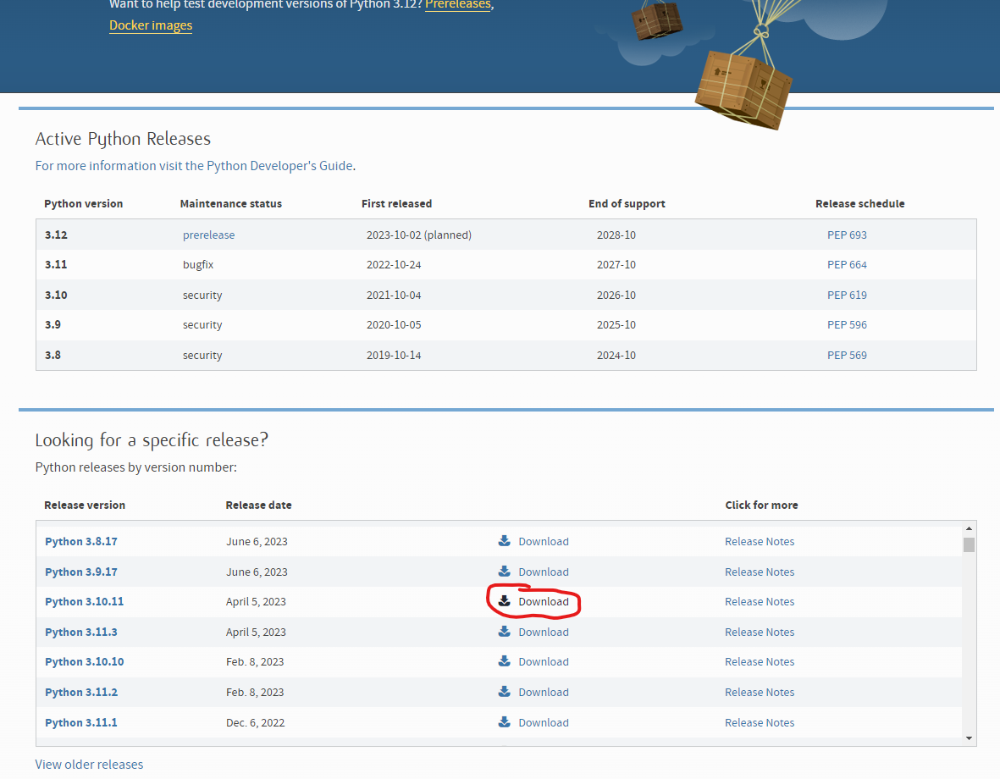 Want to help test development versions of Python 3.12? Prereleases,
Docker images
Active Python Releases
For more information visit the Python Developer's Guide.
Python version Maintenance status First released End of support Release schedule
3.12 prerelease 2023-10-02 (planned) 2028-10 PEP 693
3.11 bugfix 2022-10-24 2027-10 PEP 664
3.10 security 2021-10-04 2026-10 PEP 619
3.9 security 2020-10-05 2025-10 PEP 596
3.8 security 2019-10-14 2024-10 PEP 569
Looking for a specific release?
Python releases by version number:
Release version Release date Click for more
Python 3.8.17 June 6, 2023 Download Release Notes
Python 3.9.17 June 6, 2023 Download Release Notes
Python 3.10.11 April 5, 2023 Download Release Notes
Python 3.11.3 April 5, 2023 Download Release Notes
Python 3.10.10 Feb. 8, 2023 Download Release Notes
Python 3.11.2 Feb. 8, 2023 Download Release Notes
Python 3.11.1 Dec. 6, 2022 Download Release Notes
View older releases